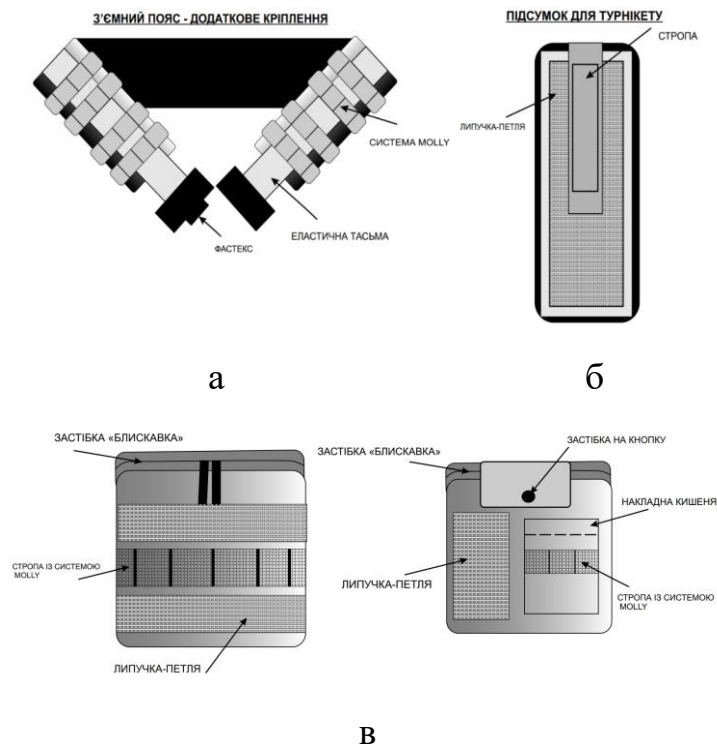 З'ЄМНИЙ ПОЯС - ДОДАТКОВЕ КРІПЛЕННЯ
СИСТЕМА MOLLY
ЕЛАСТИЧНА ТАСЬМА
ФАСТЕКС
а
ПІДСУМОК ДЛЯ ТУРНІКЕТУ
СТРОПА
ЛИПУЧКА-ПЕТЛЯ
б
ЗАСТІБКА «БЛИСКАВКА»
СТРОПА ІЗ СИСТЕМОЮ
MOLLY
ЛИПУЧКА-ПЕТЛЯ
ЗАСТІБКА НА КНОПКУ
ЗАСТІБКА «БЛИСКАВКА»
НАКЛАДНА КИШЕНЯ
ЛИПУЧКА-ПЕТЛЯ
СТРОПА ІЗ СИСТЕМОЮ
MOLLY
в